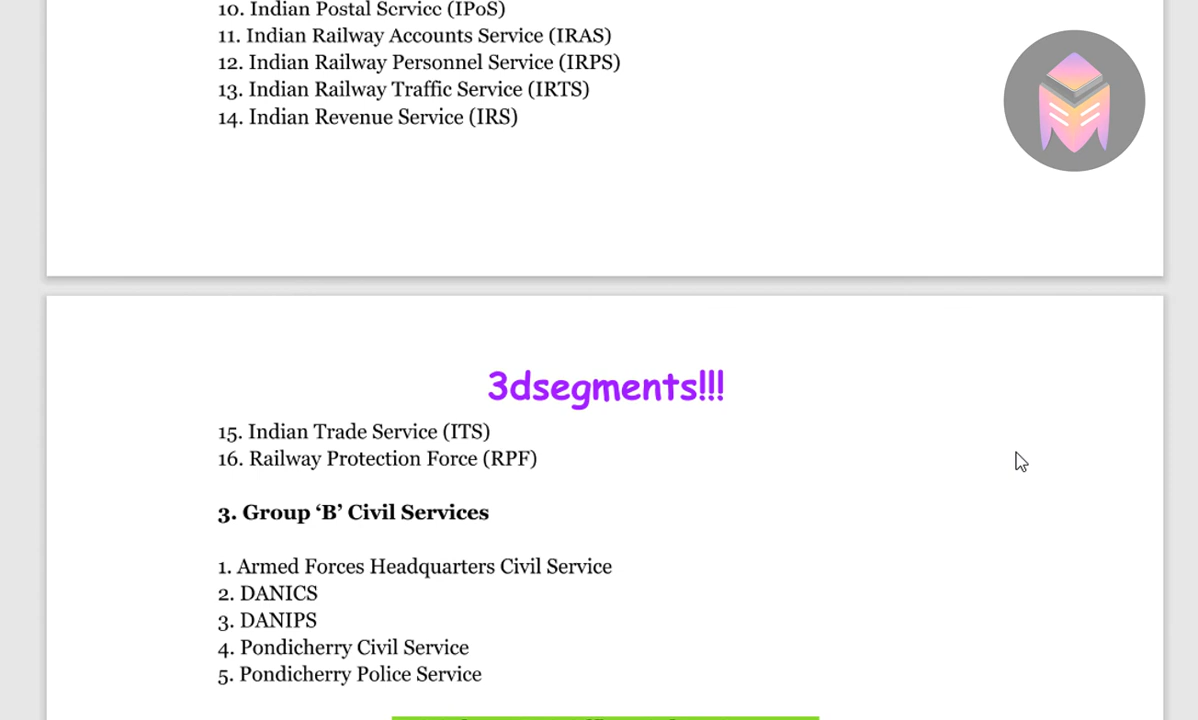 10. Indian Postal Service (IPoS)
11. Indian Railway Accounts Service (IRAS)
12. Indian Railway Personnel Service (IRPS)
13. Indian Railway Traffic Service (IRTS)
14. Indian Revenue Service (IRS)
3dsegments!!!
15. Indian Trade Service (ITS)
16. Railway Protection Force (RPF)
3. Group ‘B’ Civil Services
1. Armed Forces Headquarters Civil Service
2. DANICS
3. DANIPS
4. Pondicherry Civil Service
5. Pondicherry Police Service